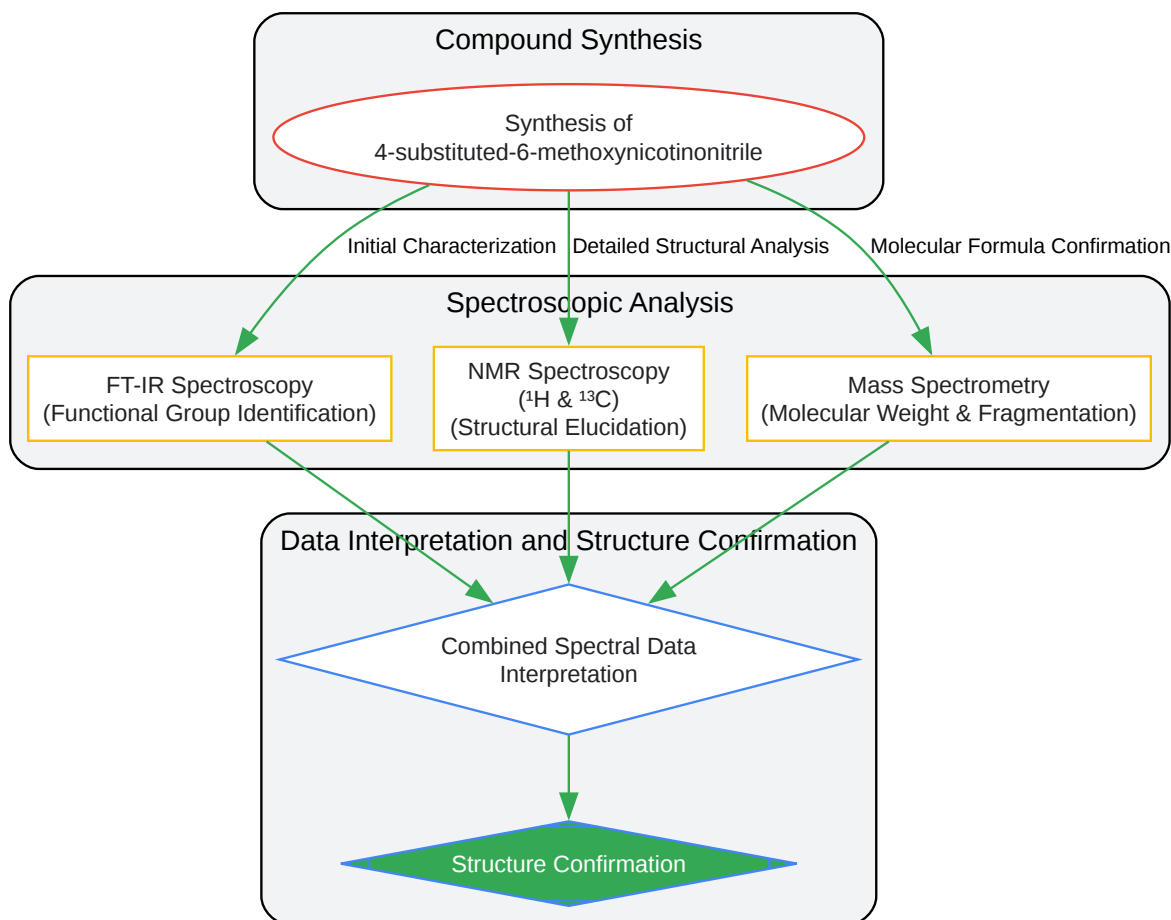 Compound Synthesis
Synthesis of
4-substituted-6-methoxynicotinonitrile
Initial Characterization
Detailed Structural Analysis
Molecular Formula Confirmation
Spectroscopic Analysis
FT-IR Spectroscopy
(Functional Group Identification)
NMR Spectroscopy
(¹H & ¹³C)
(Structural Elucidation)
Mass Spectrometry
(Molecular Weight & Fragmentation)
Data Interpretation and Structure Confirmation
Combined Spectral Data
Interpretation
Structure Confirmation